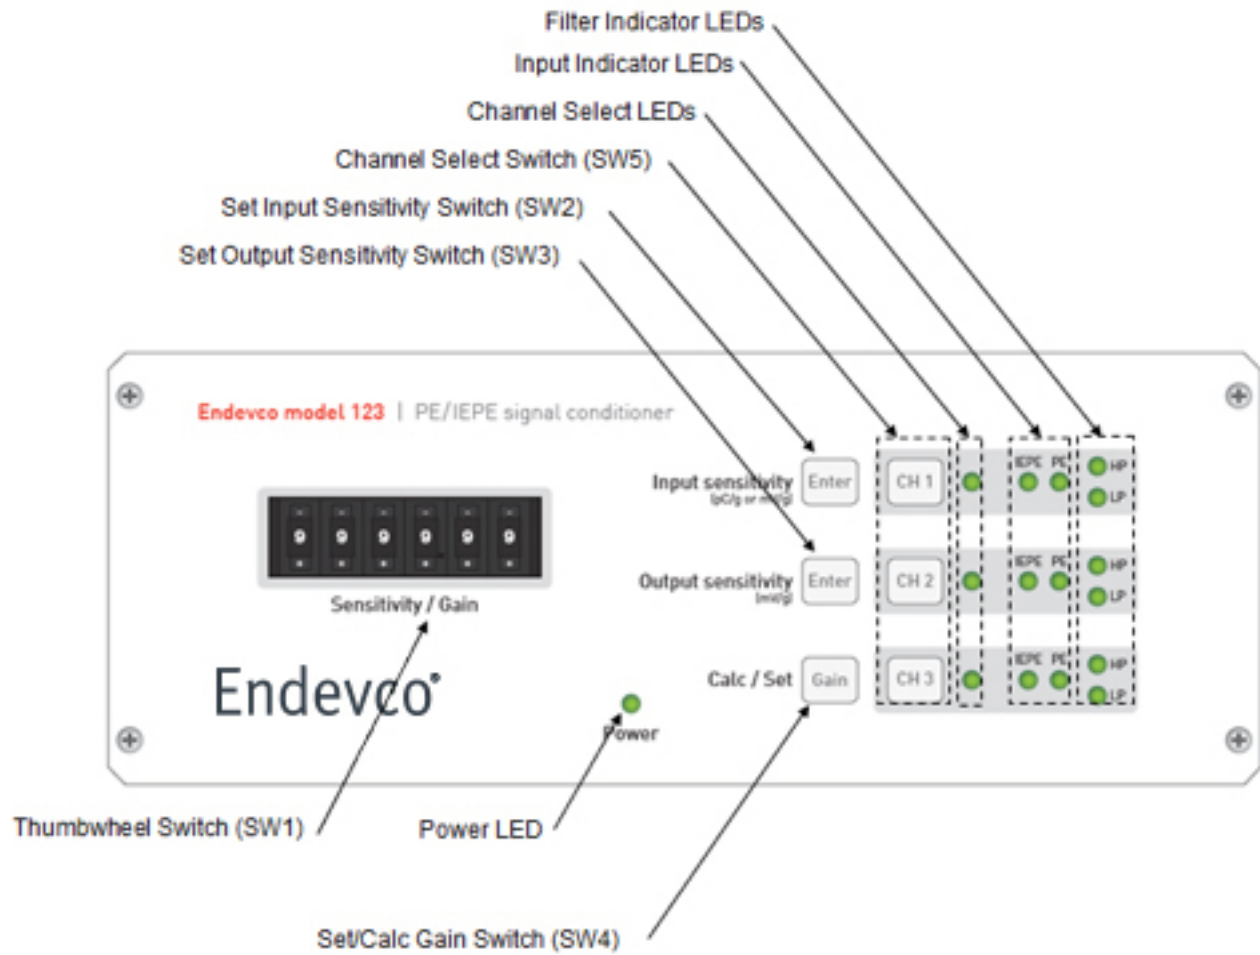 Filter Indicator LEDs
Input Indicator LEDs
Channel Select LEDs
Channel Select Switch (SW5)
Set Input Sensitivity Switch (SW2)
Set Output Sensitivity Switch (SW3)
Endevco model 123 | PE/IEPE signal conditioner
Input sensitivity
(pC/g or mV/g)
Enter
CH 1
IEPE PE
HP
LP
9 9 9 9 9 9
Sensitivity / Gain
Output sensitivity
(mV/g)
Enter
CH 2
IEPE PE
HP
LP
Endevco®
Power
Calc / Set
Gain
CH 3
IEPE PE
HP
LP
Thumbwheel Switch (SW1)
Power LED
Set/Calc Gain Switch (SW4)